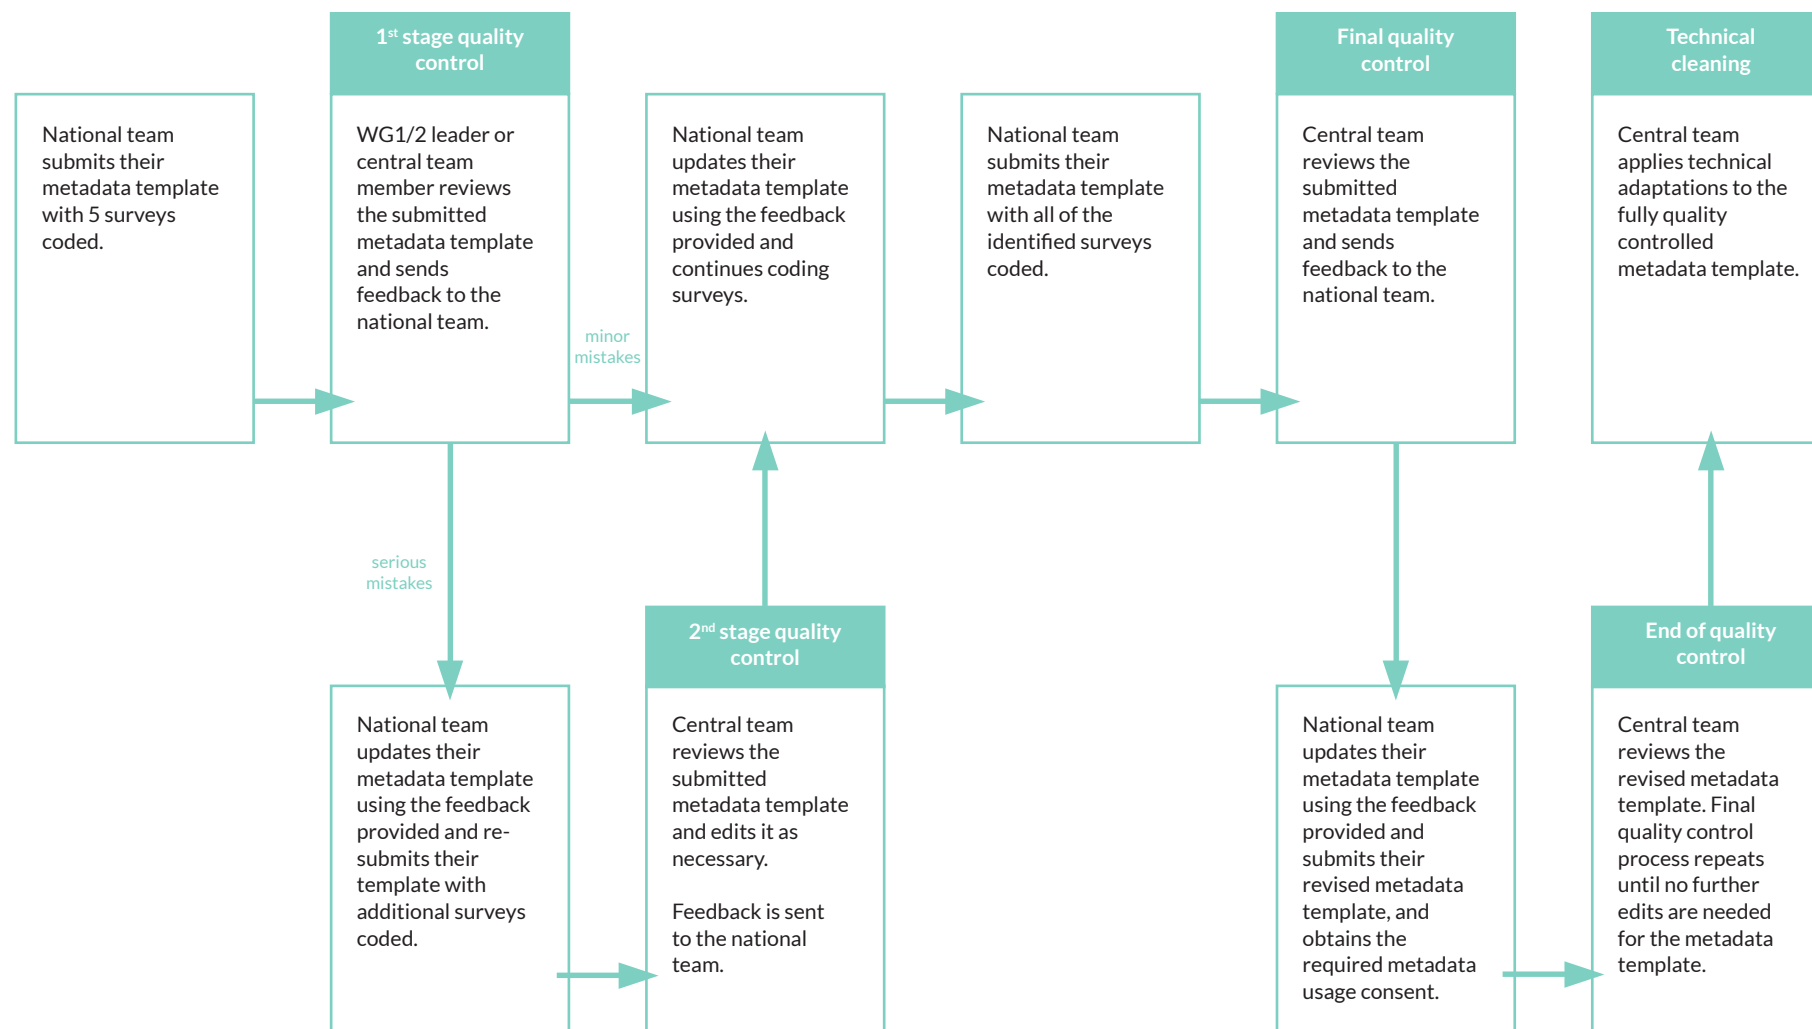 1st stage quality
control
Final quality
control
Technical
cleaning
National team
submits their
metadata template
with 5 surveys
coded.
WG1/2 leader or
central team
member reviews
the submitted
metadata template
and sends
feedback to the
national team.
minor
mistakes
National team
updates their
metadata template
using the feedback
provided and
continues coding
surveys.
National team
submits their
metadata template
with all of the
identified surveys
coded.
Central team
reviews the
submitted
metadata template
and sends
feedback to the
national team.
Central team
applies technical
adaptations to the
fully quality
controlled
metadata template.
serious
mistakes
National team
updates their
metadata template
using the feedback
provided and re-
submits their
template with
additional surveys
coded.
2nd stage quality
control
Central team
reviews the
submitted
metadata template
and edits it as
necessary.
Feedback is sent
to the national
team.
National team
updates their
metadata template
using the feedback
provided and
submits their
revised metadata
template, and
obtains the
required metadata
usage consent.
End of quality
control
Central team
reviews the
revised metadata
template. Final
quality control
process repeats
until no further
edits are needed
for the metadata
template.